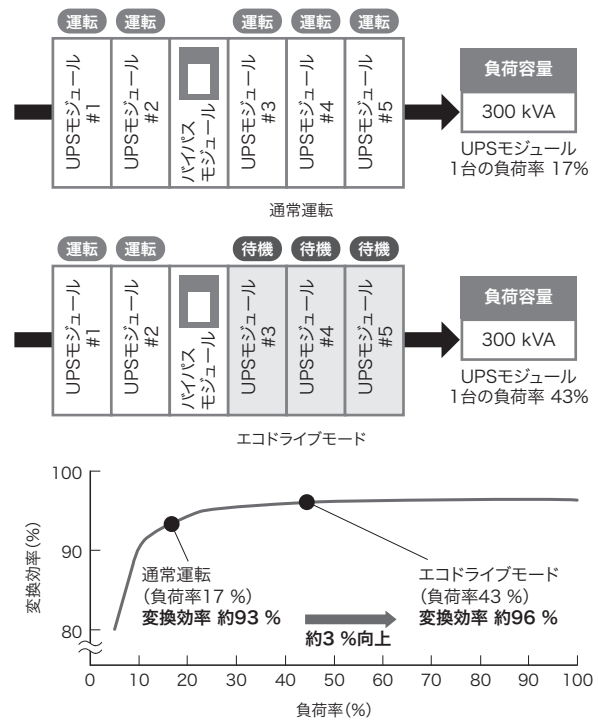 運転 運転 運転 運転 運転
UPSモジュール
#1
UPSモジュール
#2
バイパス
モジュール
UPSモジュール
#3
UPSモジュール
#4
UPSモジュール
#5
負荷容量
300 kVA
UPSモジュール
1台の負荷率 17%
通常運転
運転 運転 待機 待機 待機
UPSモジュール
#1
UPSモジュール
#2
バイパス
モジュール
UPSモジュール
#3
UPSモジュール
#4
UPSモジュール
#5
負荷容量
300 kVA
UPSモジュール
1台の負荷率 43%
エコドライブモード
変換効率(%)
100
90
80
通常運転
(負荷率17 %)
変換効率 約93 %
約3 %向上
エコドライブモード
(負荷率43 %)
変換効率 約96 %
0 10 20 30 40 50 60 70 80 90 100
負荷率(%)